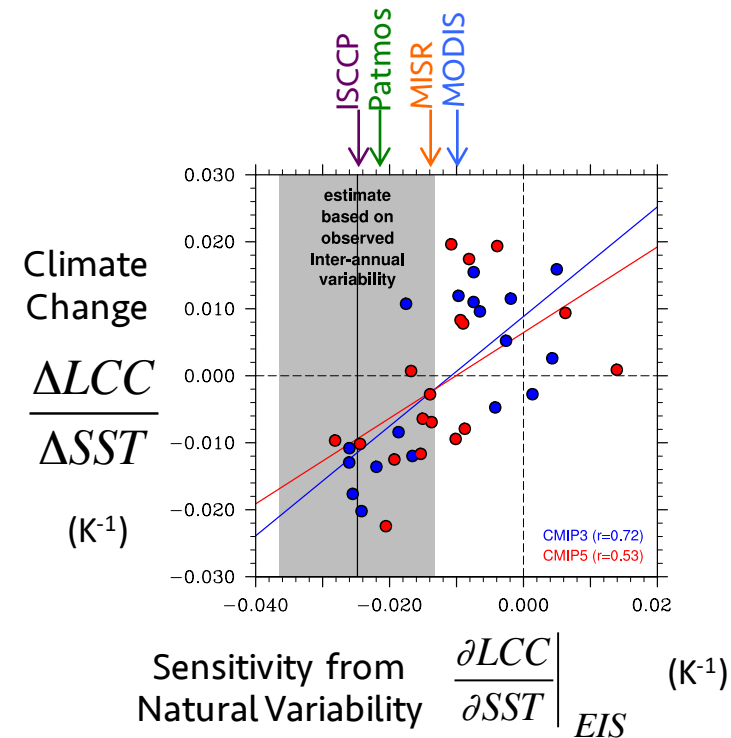 ISCCP
Patmos
MISR
MODIS
0.030
0.020
0.010
0.000
−0.010
−0.020
−0.030
estimate
based on
observed
Inter-annual
variability
Climate
Change
ΔLCC
ΔSST
(K-1)
CMIP3 (r=0.72)
CMIP5 (r=0.53)
−0.040 −0.020 0.000 0.02
Sensitivity from
Natural Variability
∂LCC
∂SST
EIS
(K-1)